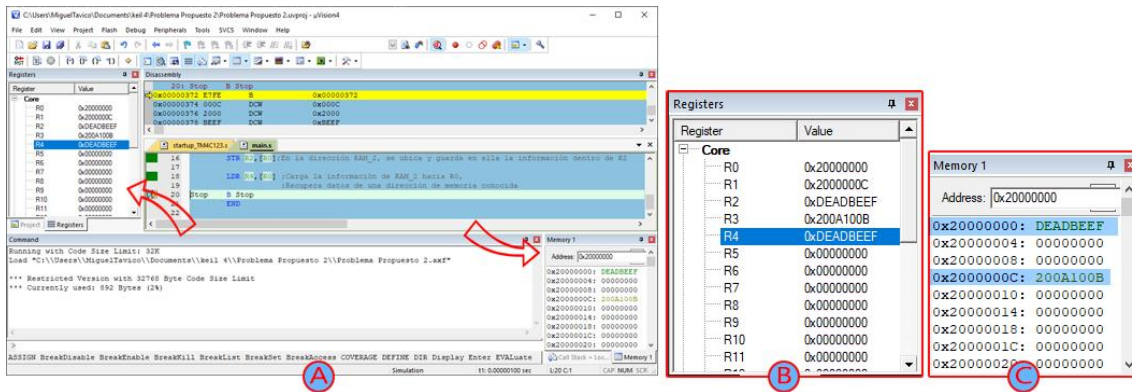 C:\Users\MiguelTavico\Documents\keil 4\Problema Propuesto 2\Problema Propuesto 2.uvproj - µVision4
File Edit View Project Flash Debug Peripherals Tools SVCS Window Help
Registers
Register Value
Core
R0 0x20000000
R1 0x2000000C
R2 0xDEADBEEF
R3 0x200A100B
R4 0xDEADBEEF
R5 0x00000000
R6 0x00000000
R7 0x00000000
R8 0x00000000
R9 0x00000000
R10 0x00000000
R11 0x00000000
Project Registers
Disassembly
20: Stop B Stop
0x00000372 E7FE B 0x00000372
0x00000374 000C DCW 0x000C
0x00000376 2000 DCW 0x2000
0x00000378 BEEF DCW 0xBEEF
startup_TM4C123.s main.s
16 STR R3,[R0] ;En la dirección RAM_2, se ubica y guarda en ella la información dentro de R2
17
18 LDR R4,[R0] ;Carga la información de RAM_2 hacia R0,
19 ;Recupera datos de una dirección de memoria conocida
20 Stop B Stop
21 END
22
Command
Running with Code Size Limit: 32K
Load "C:\\Users\\MiguelTavico\\Documents\\keil 4\\Problema Propuesto 2\\Problema Propuesto 2.axf"
*** Restricted Version with 32768 Byte Code Size Limit
*** Currently used: 892 Bytes (2%)
>
ASSIGN BreakDisable BreakEnable BreakKill BreakList BreakSet BreakAccess COVERAGE DEFINE DIR Display Enter EVALuate
Memory 1
Address: 0x20000000
0x20000000: DEADBEEF
0x20000004: 00000000
0x20000008: 00000000
0x2000000C: 200A100B
0x20000010: 00000000
0x20000014: 00000000
0x20000018: 00000000
0x2000001C: 00000000
0x20000020: 00000000
Call Stack + Loc... Memory 1
Simulation t1: 0.00000100 sec L:20 C:1 CAP NUM SCR
A
Registers
Register Value
Core
R0 0x20000000
R1 0x2000000C
R2 0xDEADBEEF
R3 0x200A100B
R4 0xDEADBEEF
R5 0x00000000
R6 0x00000000
R7 0x00000000
R8 0x00000000
R9 0x00000000
R10 0x00000000
R11 0x00000000
B
Memory 1
Address: 0x20000000
0x20000000: DEADBEEF
0x20000004: 00000000
0x20000008: 00000000
0x2000000C: 200A100B
0x20000010: 00000000
0x20000014: 00000000
0x20000018: 00000000
0x2000001C: 00000000
0x20000020: 00000000
C